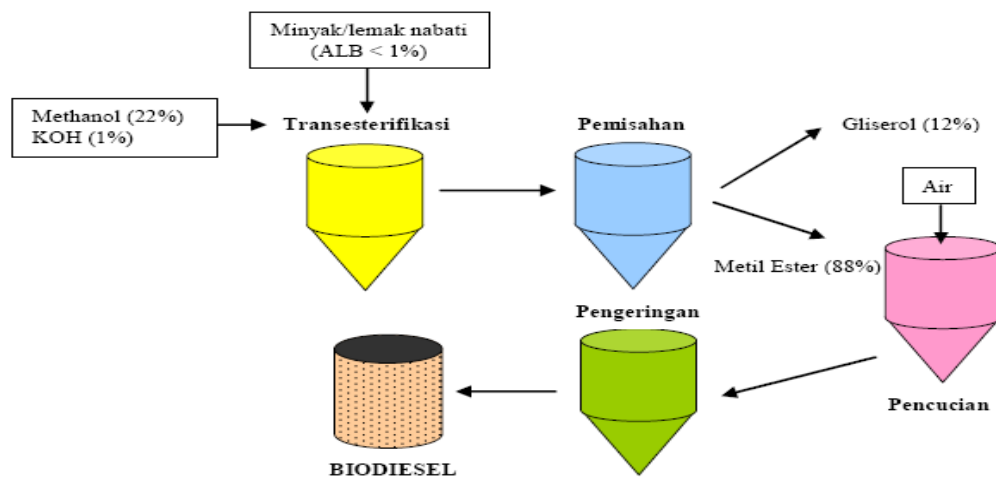 Minyak/lemak nabati
(ALB < 1%)
Methanol (22%)
KOH (1%)
Transesterifikasi
Pemisahan
Gliserol (12%)
Air
Metil Ester (88%)
Pengeringan
Pencucian
BIODIESEL